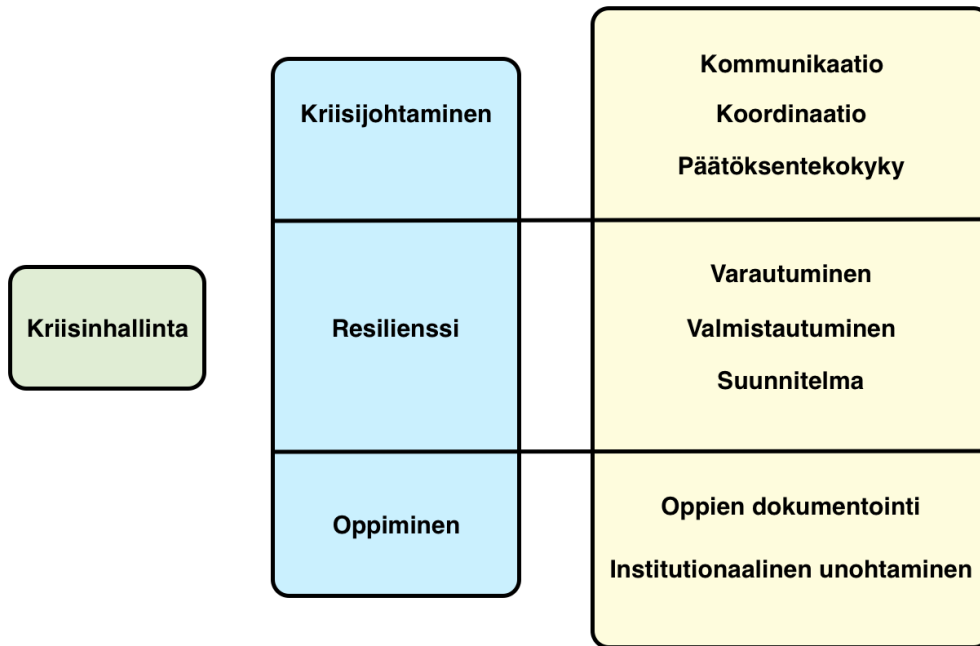 Kriisinhallinta
Kriisijohtaminen
Kommunikaatio
Koordinaatio
Päätöksentekokyky
Resilienssi
Varautuminen
Valmistautuminen
Suunnitelma
Oppiminen
Oppien dokumentointi
Institutionaalinen unohtaminen